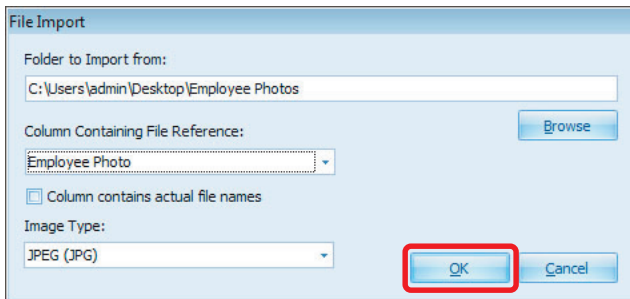 File Import
Folder to Import from:
C:\Users\admin\Desktop\Employee Photos
Browse
Column Containing File Reference:
Employee Photo
Column contains actual file names
Image Type:
JPEG (JPG)
OK
Cancel